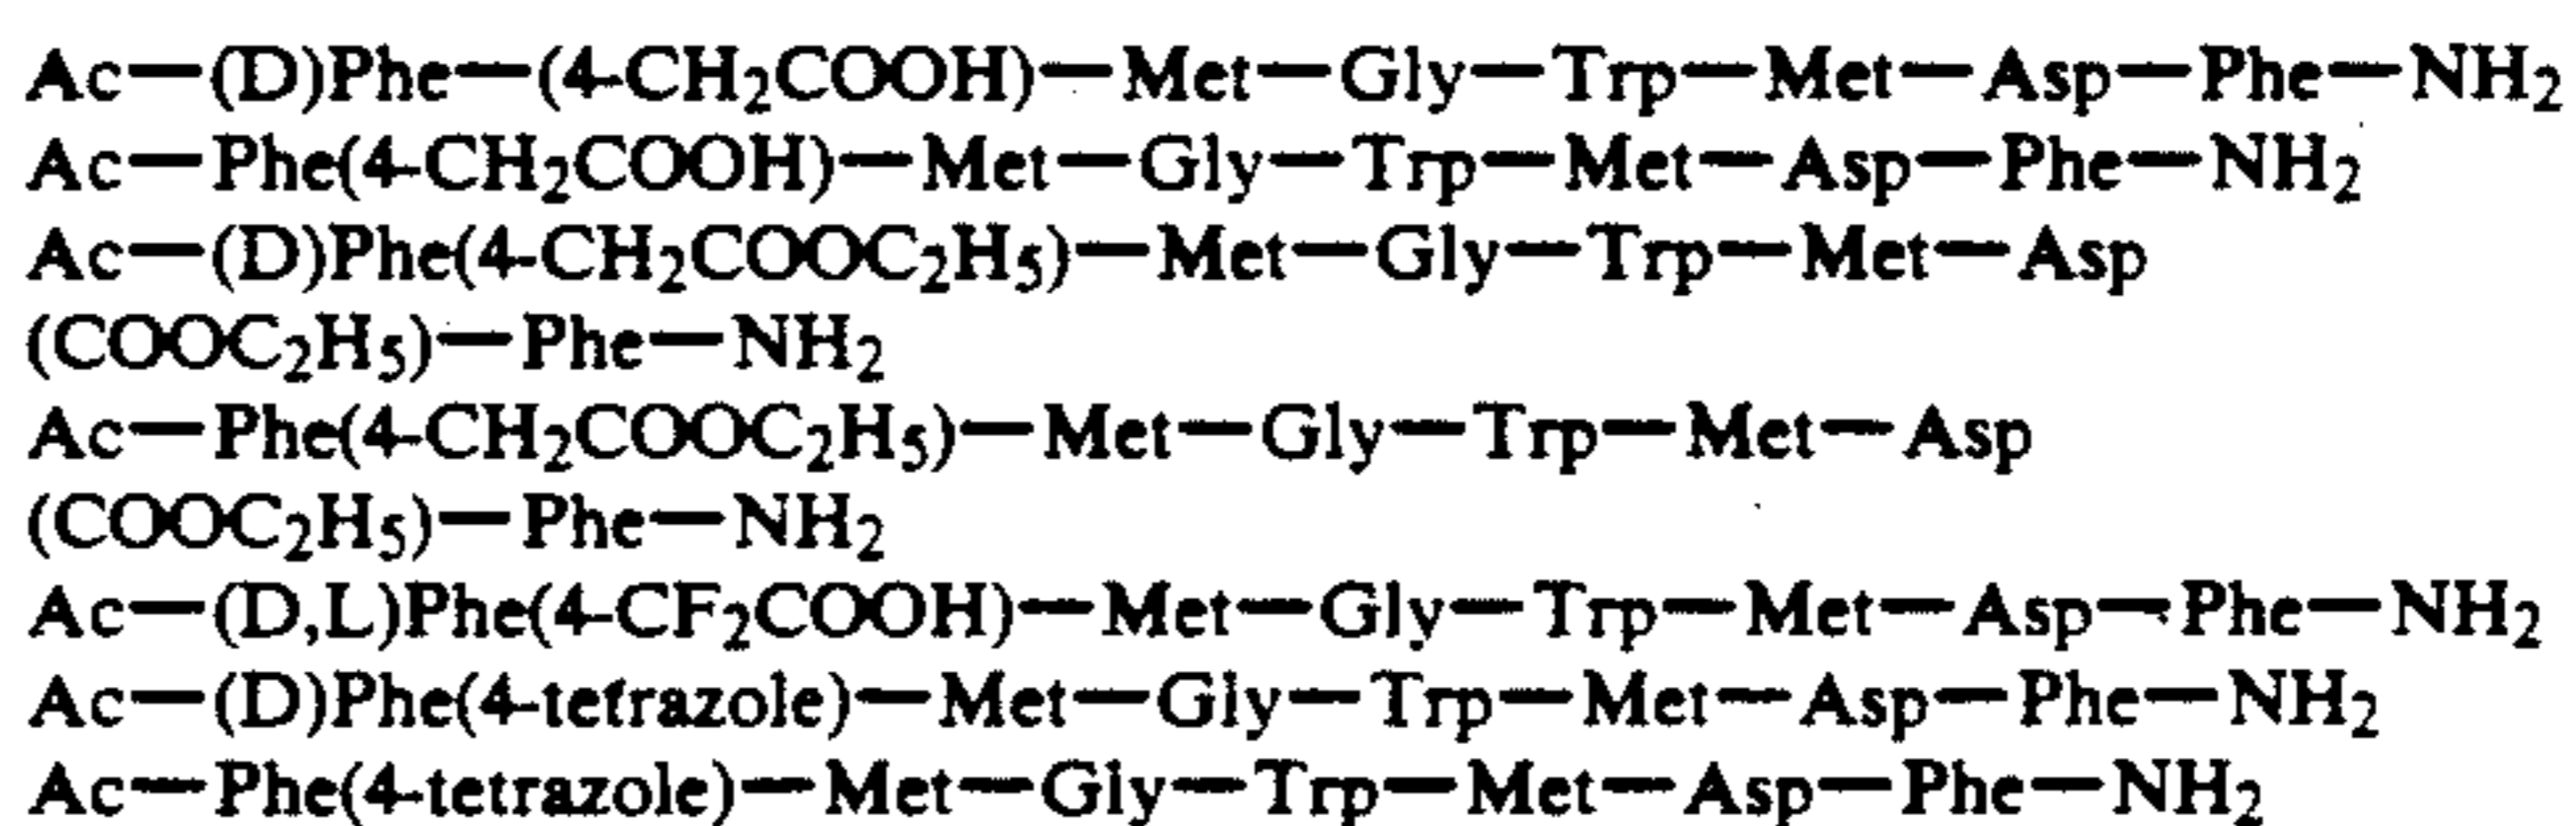 Ac—(D)Phe—(4-CH₂COOH)—Met—Gly—Trp—Met—Asp—Phe—NH₂
Ac—Phe(4-CH₂COOH)—Met—Gly—Trp—Met—Asp—Phe—NH₂
Ac—(D)Phe(4-CH₂COOC₂H₅)—Met—Gly—Trp—Met—Asp
(COOC₂H₅)—Phe—NH₂
Ac—Phe(4-CH₂COOC₂H₅)—Met—Gly—Trp—Met—Asp
(COOC₂H₅)—Phe—NH₂
Ac—(D,L)Phe(4-CF₂COOH)—Met—Gly—Trp—Met—Asp—Phe—NH₂
Ac—(D)Phe(4-tetrazole)—Met—Gly—Trp—Met—Asp—Phe—NH₂
Ac—Phe(4-tetrazole)—Met—Gly—Trp—Met—Asp—Phe—NH₂